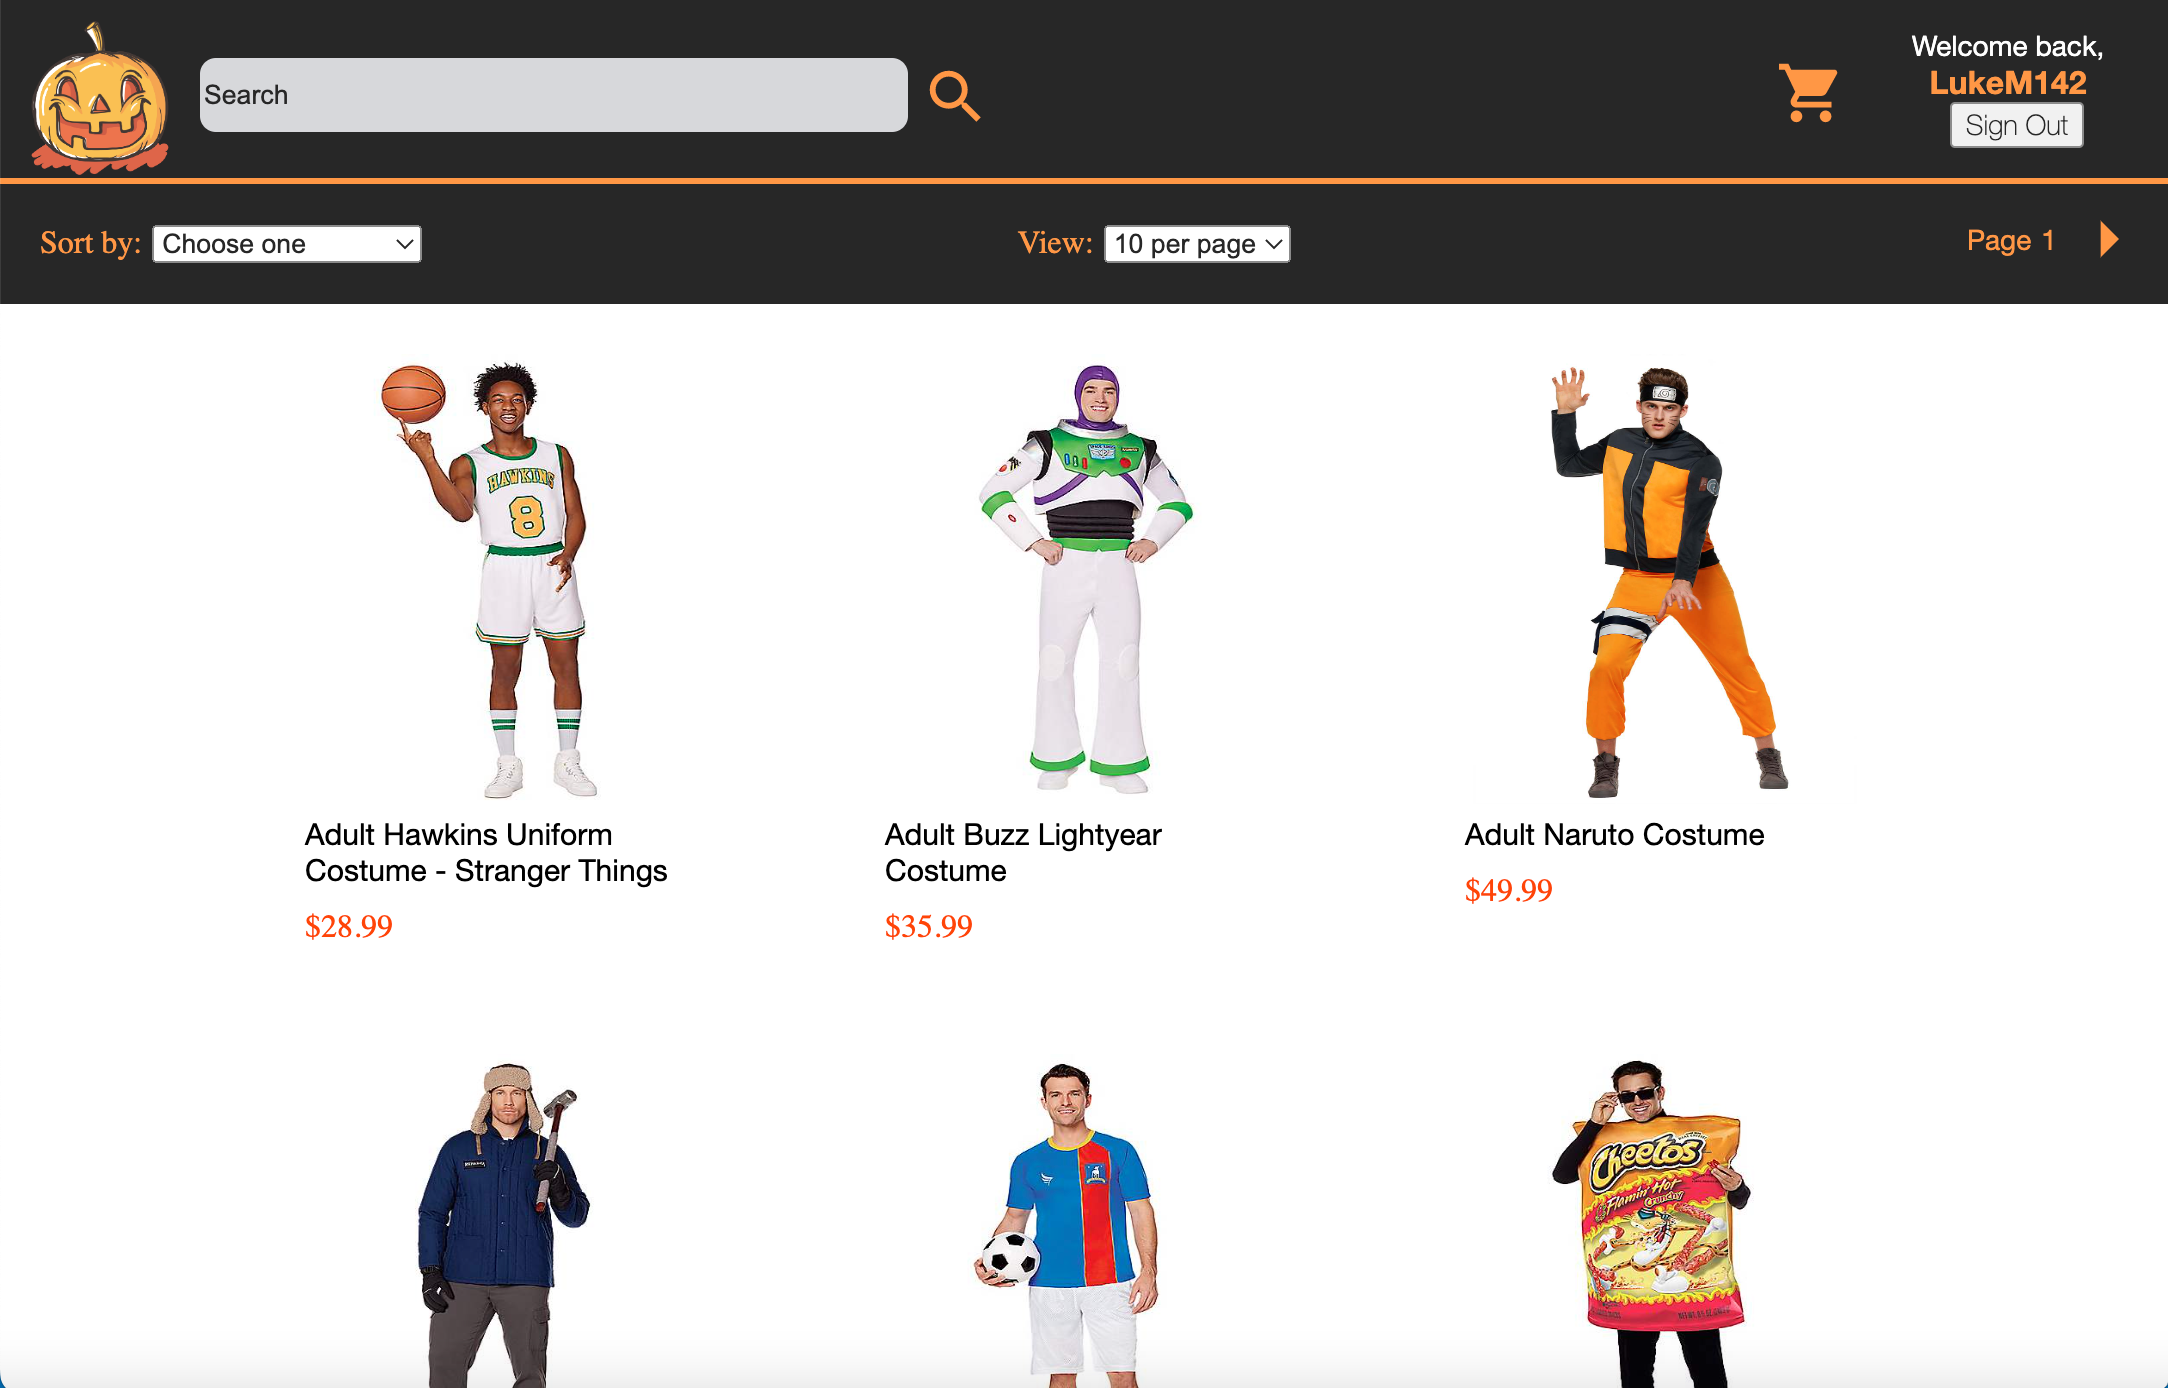 Search
Welcome back,
LukeM142
Sign Out
Sort by: Choose one
View: 10 per page
Page 1
HAWKINS
8
Adult Hawkins Uniform
Costume - Stranger Things
$28.99
Adult Buzz Lightyear
Costume
$35.99
Adult Naruto Costume
$49.99
Cheetos
Flamin' Hot
Crunchy